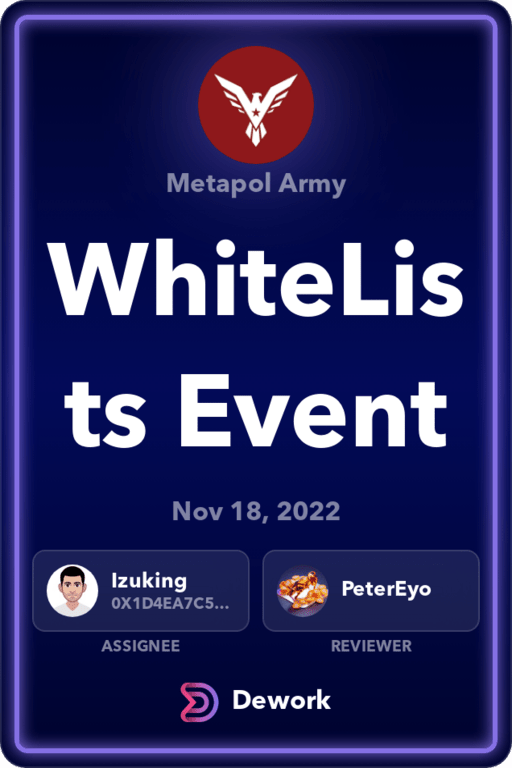 Metapol Army
WhiteLis
ts Event
Nov 18, 2022
Izuking
0X1D4EA7C5...
ASSIGNEE
PeterEyo
REVIEWER
Dework